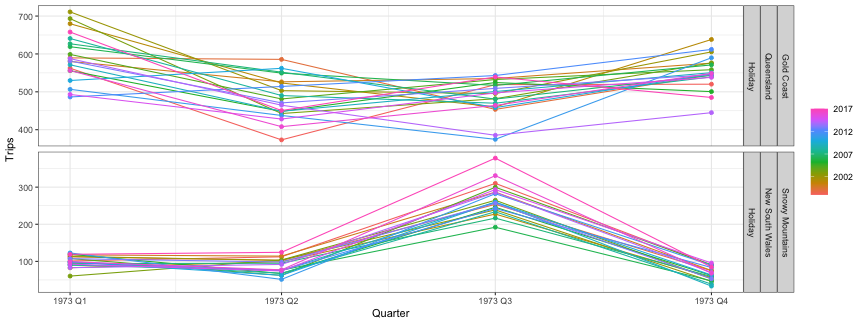 700
600
500
400
Holiday
Queensland
Gold Coast
300
200
100
Holiday
New South Wales
Snowy Mountains
Trips
1973 Q1
1973 Q2
1973 Q3
1973 Q4
Quarter
2017
2012
2007
2002